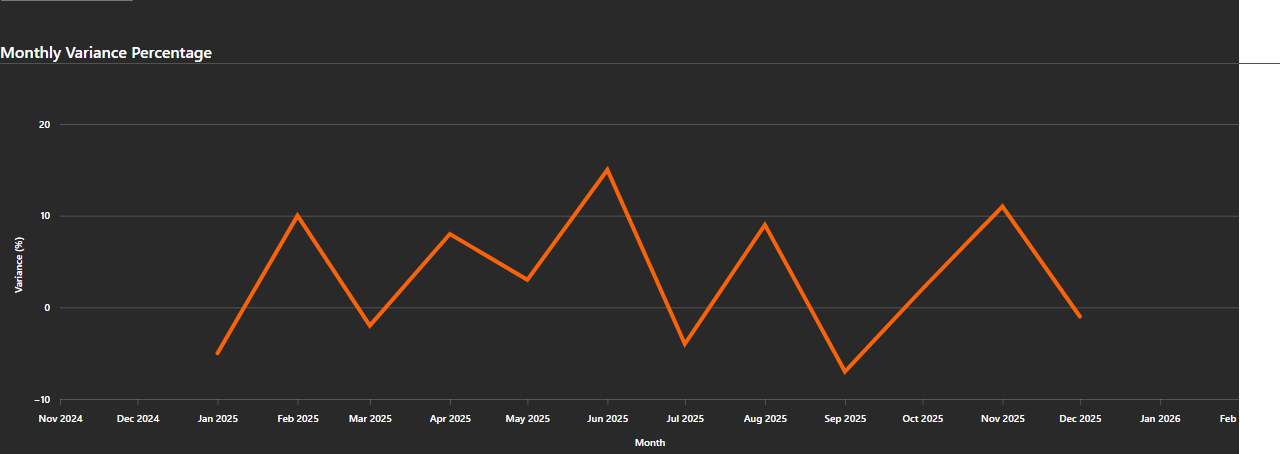 Monthly Variance Percentage
20
10
0
−10
Variance (%)
Nov 2024 Dec 2024 Jan 2025 Feb 2025 Mar 2025 Apr 2025 May 2025 Jun 2025 Jul 2025 Aug 2025 Sep 2025 Oct 2025 Nov 2025 Dec 2025 Jan 2026 Feb
Month